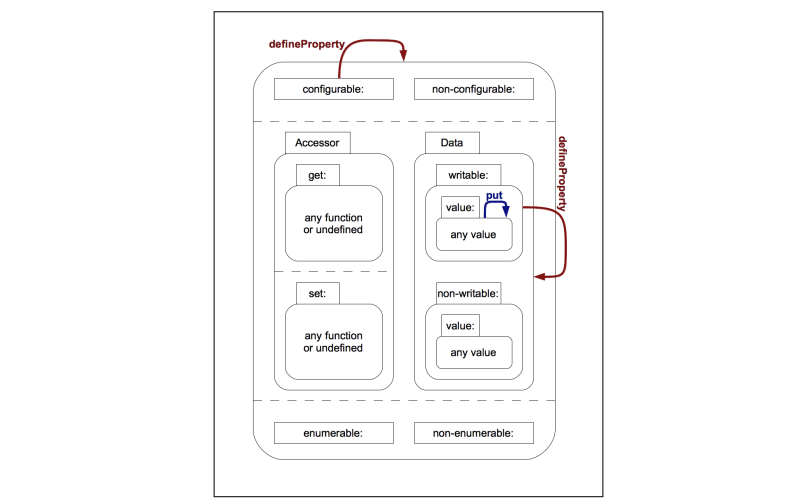 defineProperty
configurable:
non-configurable:
Accessor
Data
defineProperty
get:
writable:
put
value:
any function
or undefined
any value
set:
non-writable:
value:
any function
or undefined
any value
enumerable:
non-enumerable: